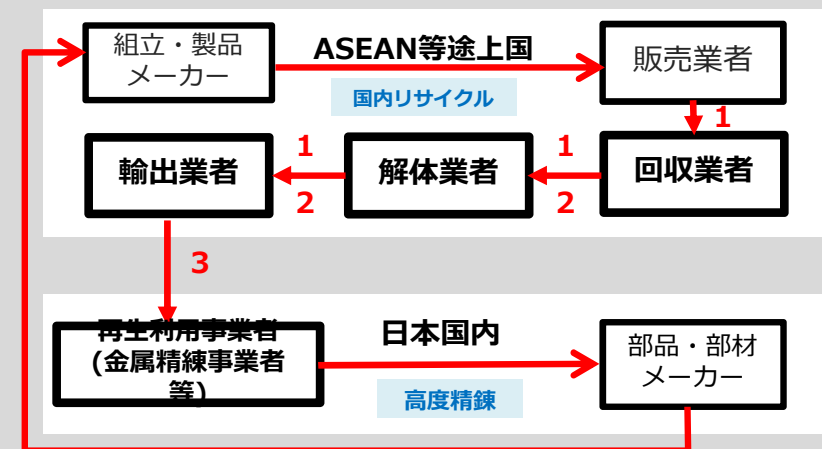 組立・製品
メーカー
ASEAN等途上国
国内リサイクル
販売業者
1
輸出業者
1
2
解体業者
1
2
回収業者
3
再生利用事業者
(金属精練事業者
等)
日本国内
高度精錬
部品・部材
メーカー